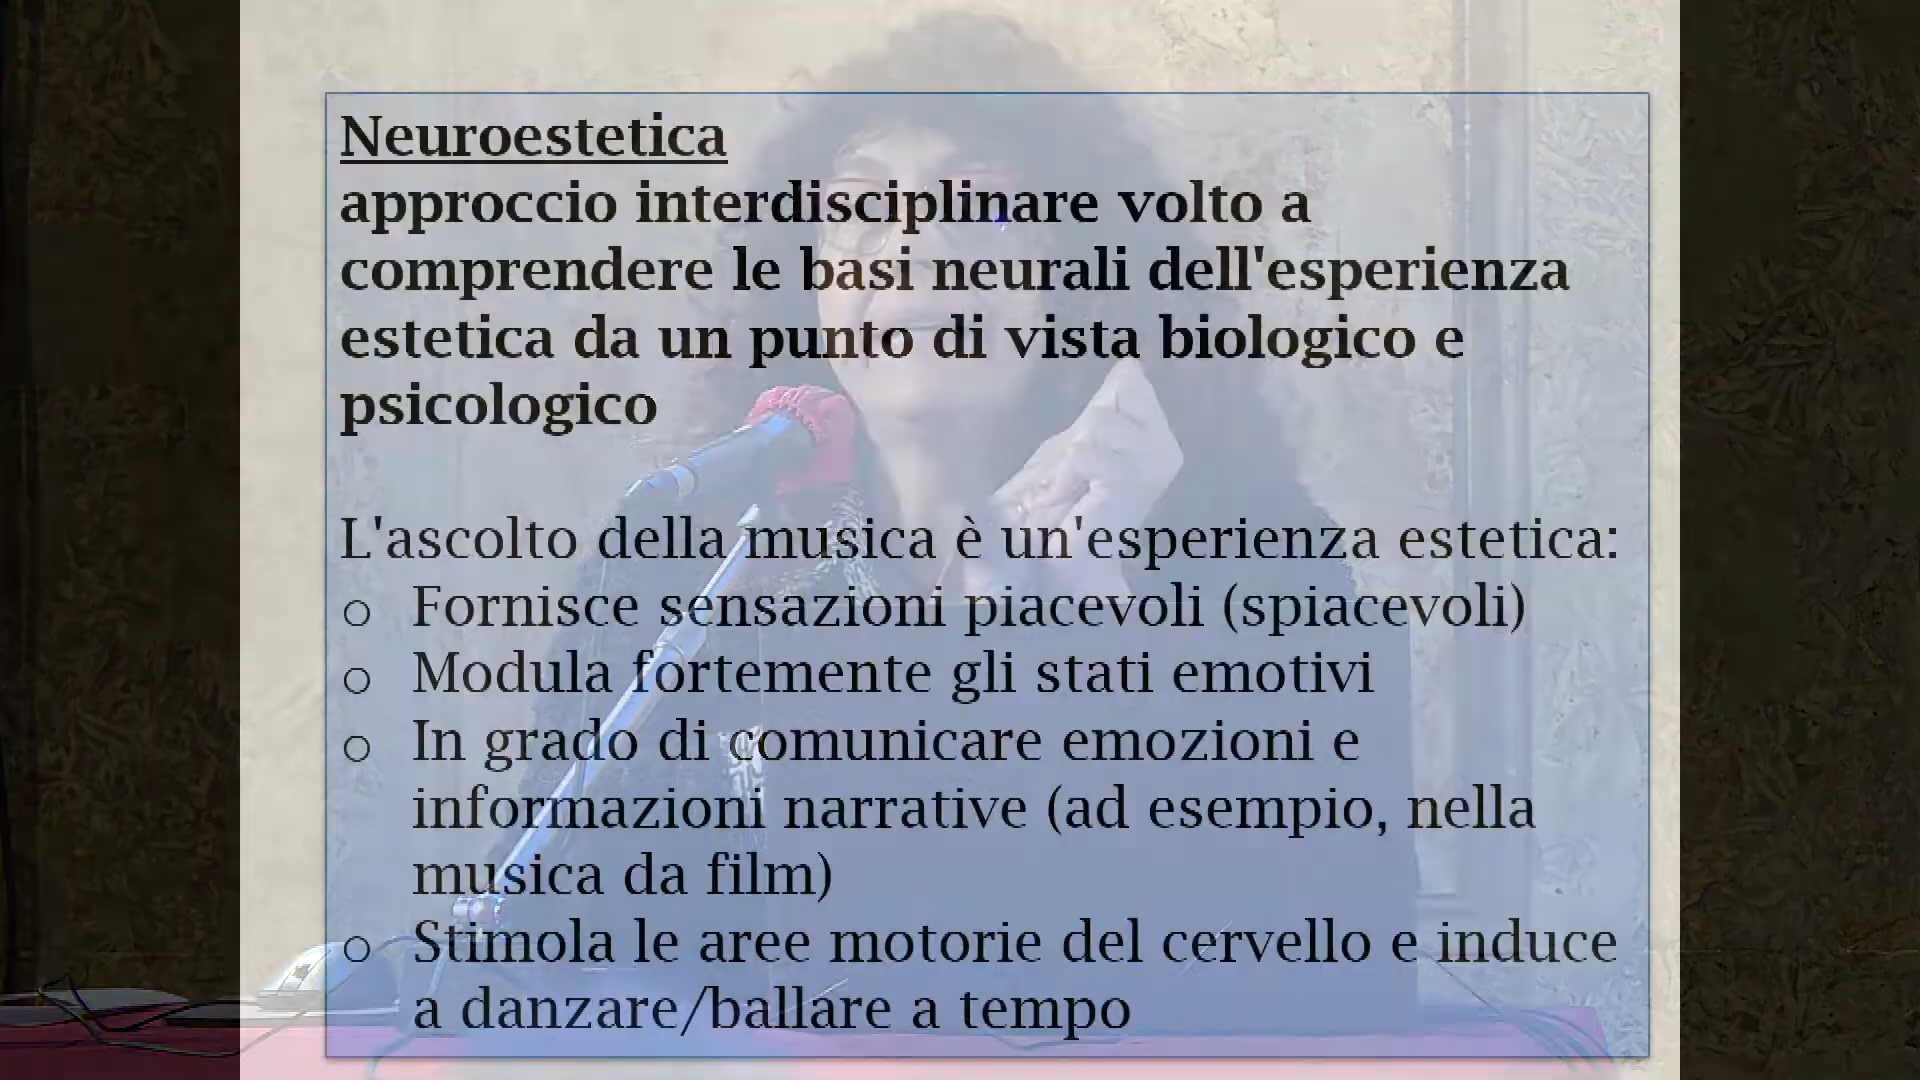 Neuroestetica
approccio interdisciplinare volto a
comprendere le basi neurali dell'esperienza
estetica da un punto di vista biologico e
psicologico
L'ascolto della musica è un'esperienza estetica:
o Fornisce sensazioni piacevoli (spiacevoli)
o Modula fortemente gli stati emotivi
o In grado di comunicare emozioni e
informazioni narrative (ad esempio, nella
musica da film)
o Stimola le aree motorie del cervello e induce
a danzare/ballare a tempo